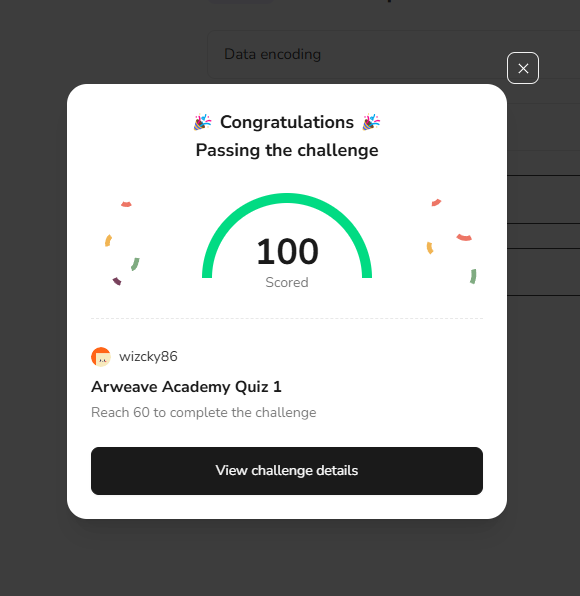 Data encoding
🎉 Congratulations 🎉
Passing the challenge
100
Scored
wizcky86
Arweave Academy Quiz 1
Reach 60 to complete the challenge
View challenge details